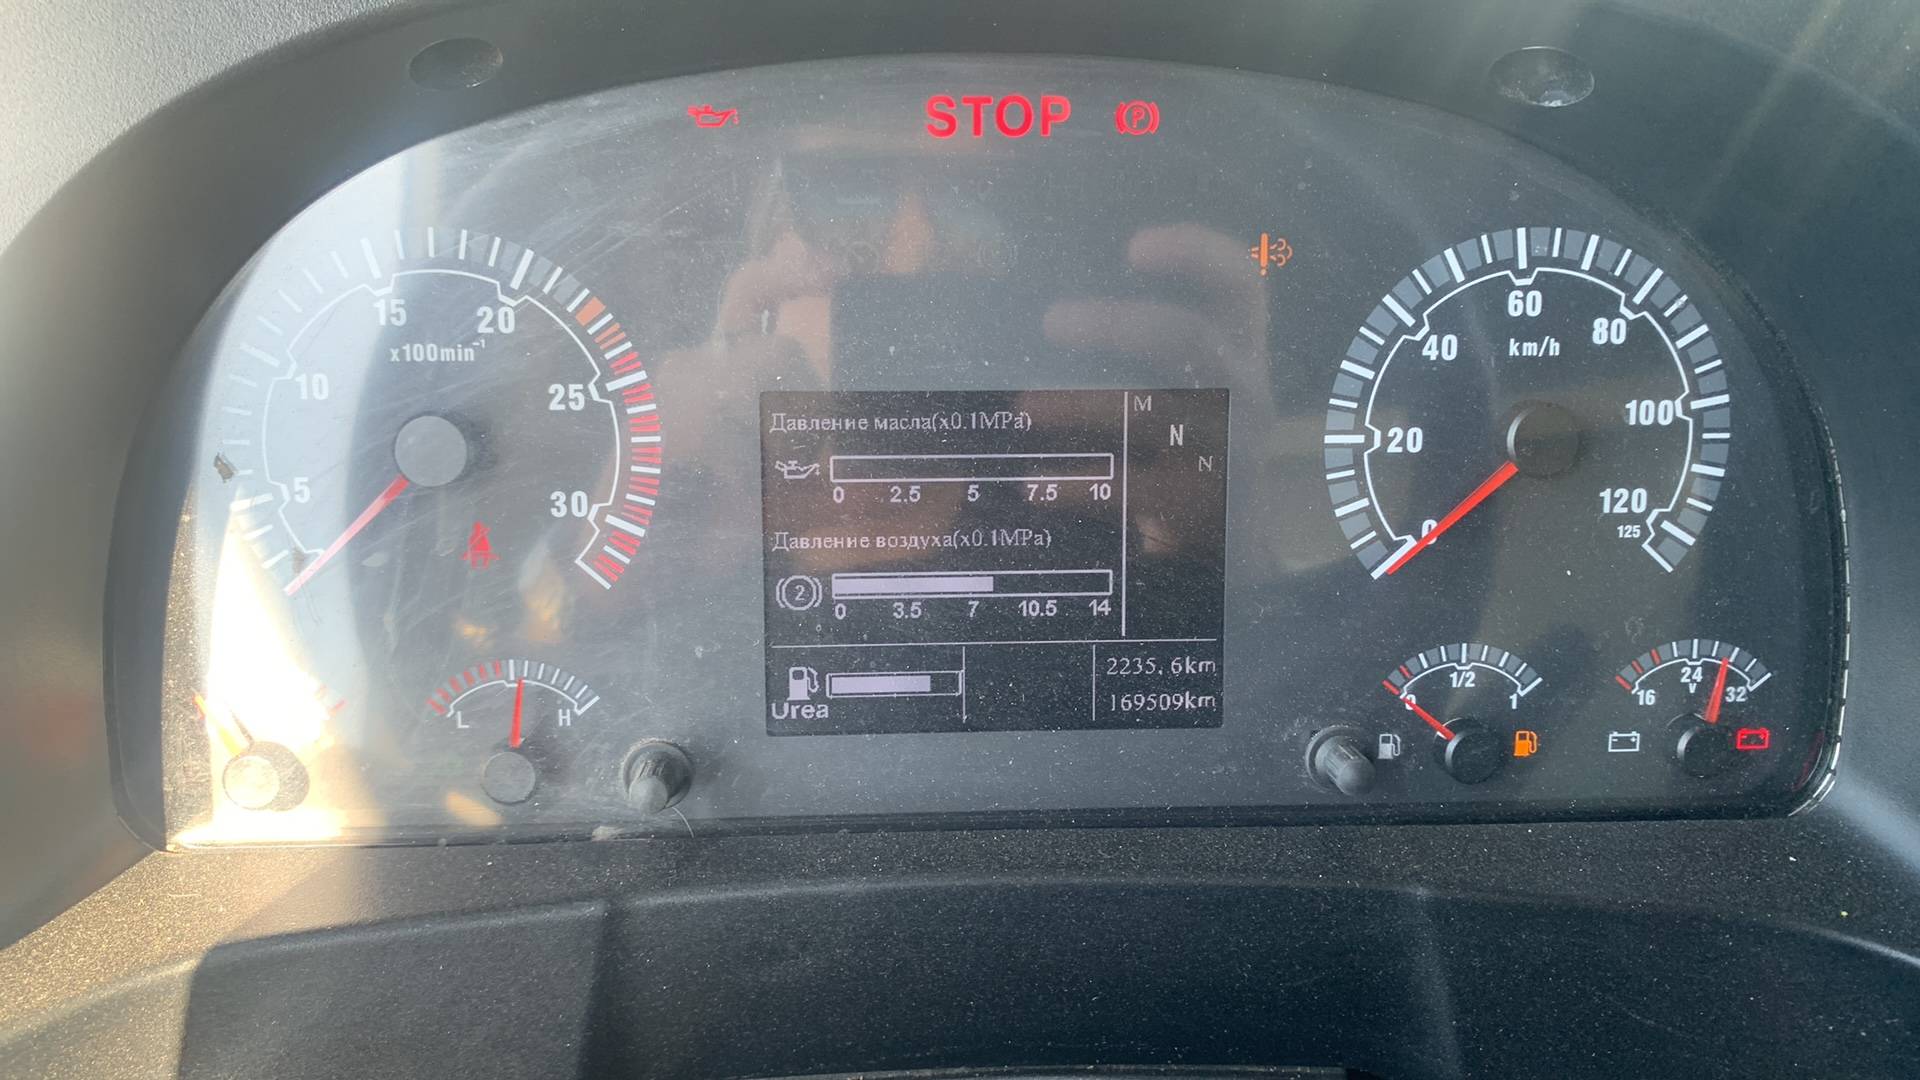 STOP
P
15
20
x100min⁻¹
10
25
5
30
60
40
km/h
80
100
20
120
125
0
Давление масла(x0.1MPa)
M
N
N
0 2.5 5 7.5 10
Давление воздуха(x0.1MPa)
2
0 3.5 7 10.5 14
2235.6km
Urea
169509km
L H
0 1/2 1
16 24 32
V